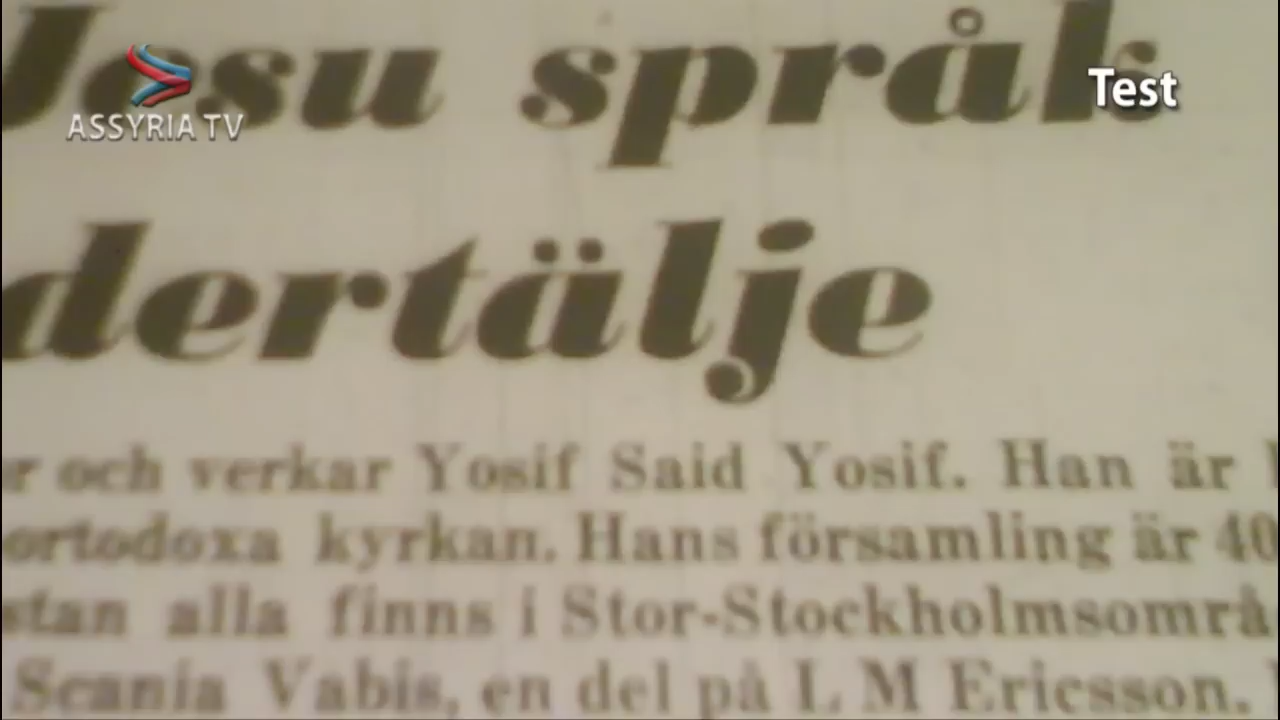 Jesu språk
Test
ASSYRIA TV
dertälje
r och verkar Yosif Said Yosif. Han är
ortodoxa kyrkan. Hans församling är 40
stan alla finns i Stor-Stockholmsområ
Scania Vabis, en del på L M Ericsson.